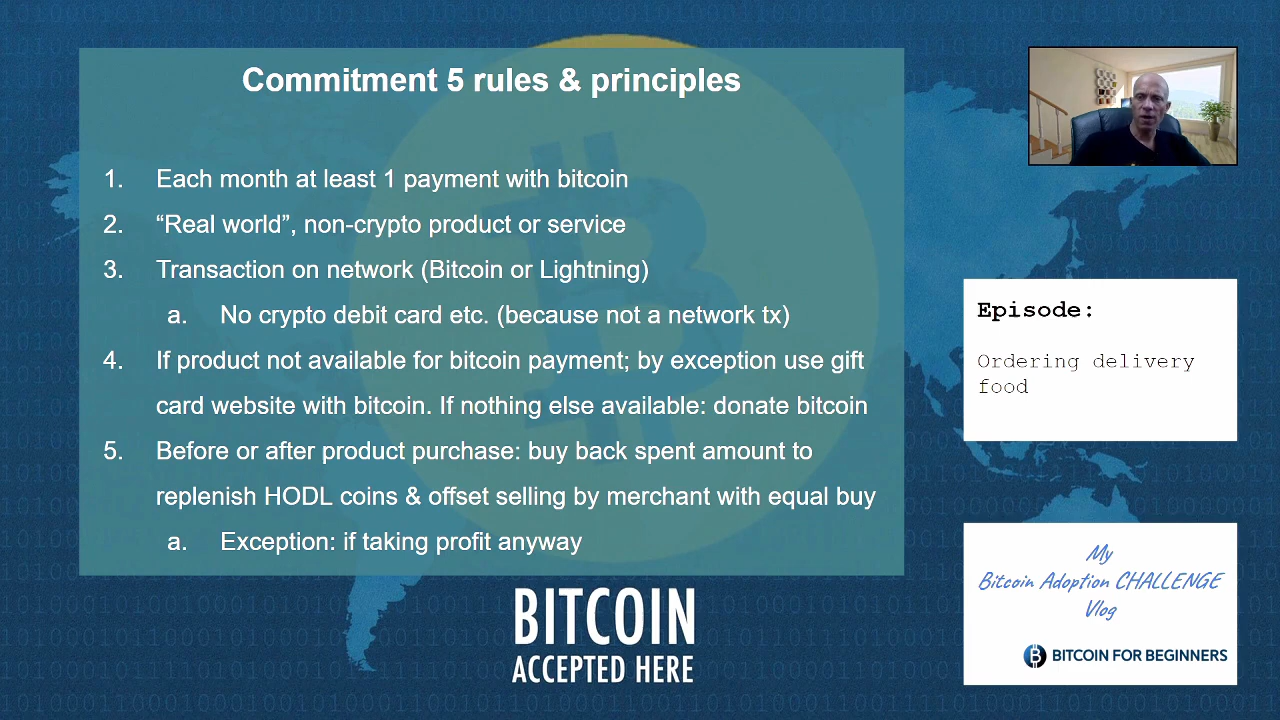 Commitment 5 rules & principles
1. Each month at least 1 payment with bitcoin
2. “Real world”, non-crypto product or service
3. Transaction on network (Bitcoin or Lightning)
a. No crypto debit card etc. (because not a network tx)
4. If product not available for bitcoin payment; by exception use gift
card website with bitcoin. If nothing else available: donate bitcoin
5. Before or after product purchase: buy back spent amount to
replenish HODL coins & offset selling by merchant with equal buy
a. Exception: if taking profit anyway
BITCOIN
ACCEPTED HERE
Episode:
Ordering delivery
food
My
Bitcoin Adoption CHALLENGE
Vlog
BITCOIN FOR BEGINNERS